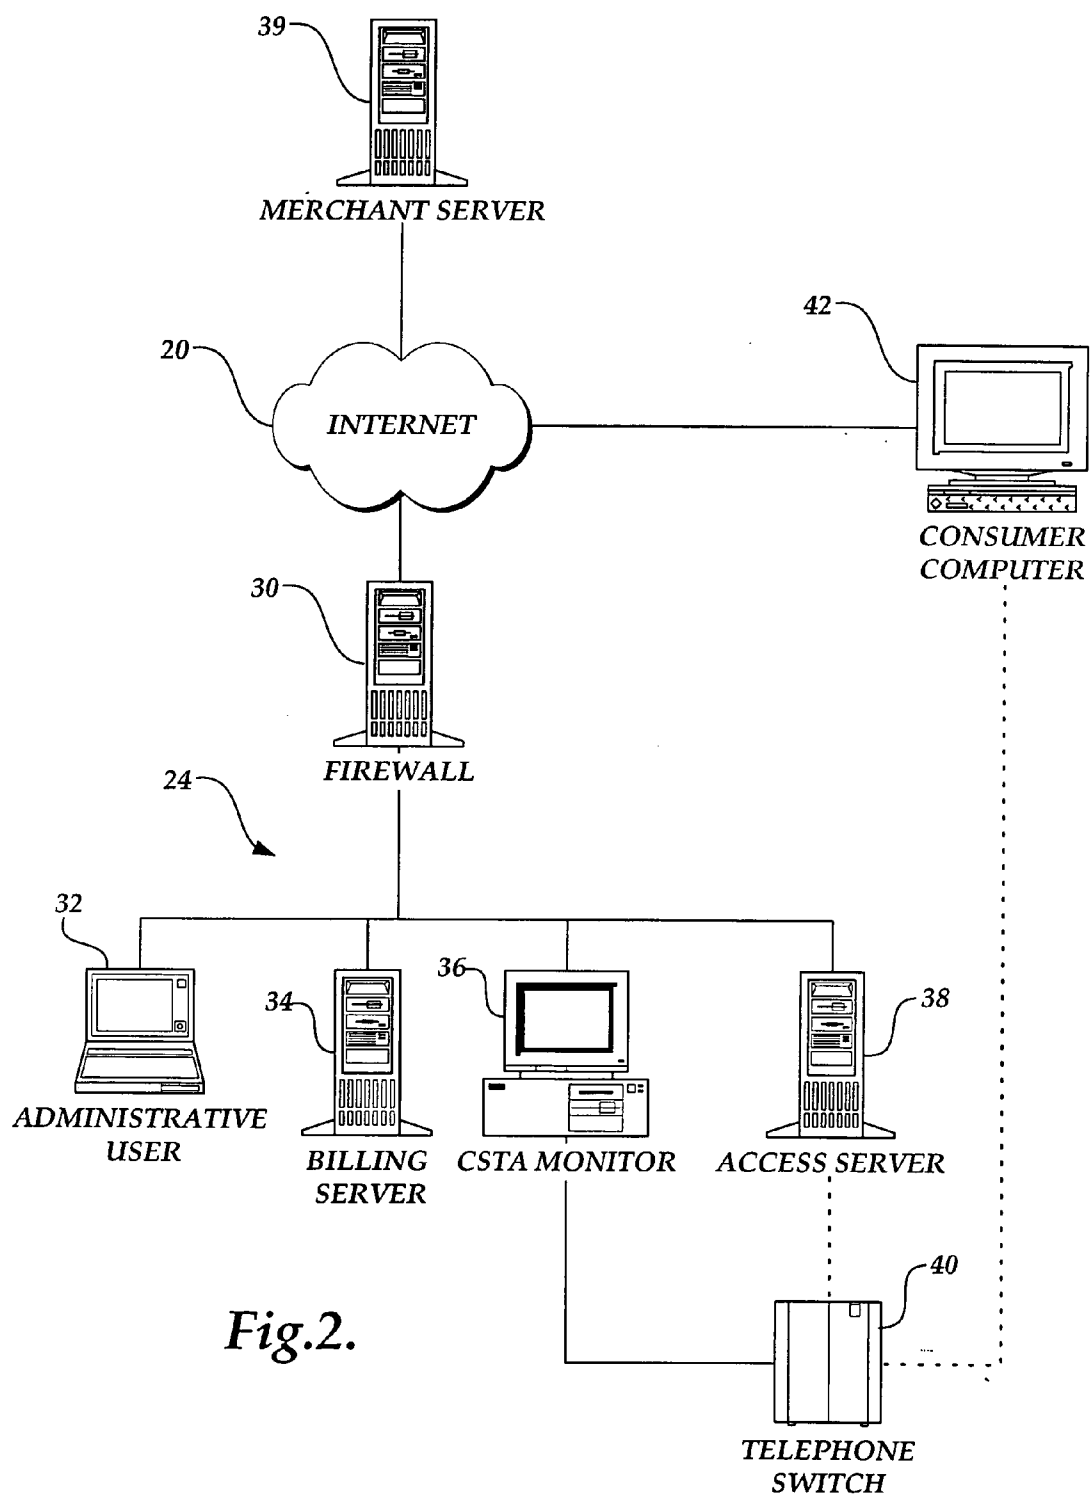 39
MERCHANT SERVER
42
20
INTERNET
CONSUMER
COMPUTER
30
FIREWALL
24
32
34
36
38
ADMINISTRATIVE
USER
BILLING
SERVER
CSTA MONITOR
ACCESS SERVER
40
Fig.2.
TELEPHONE
SWITCH